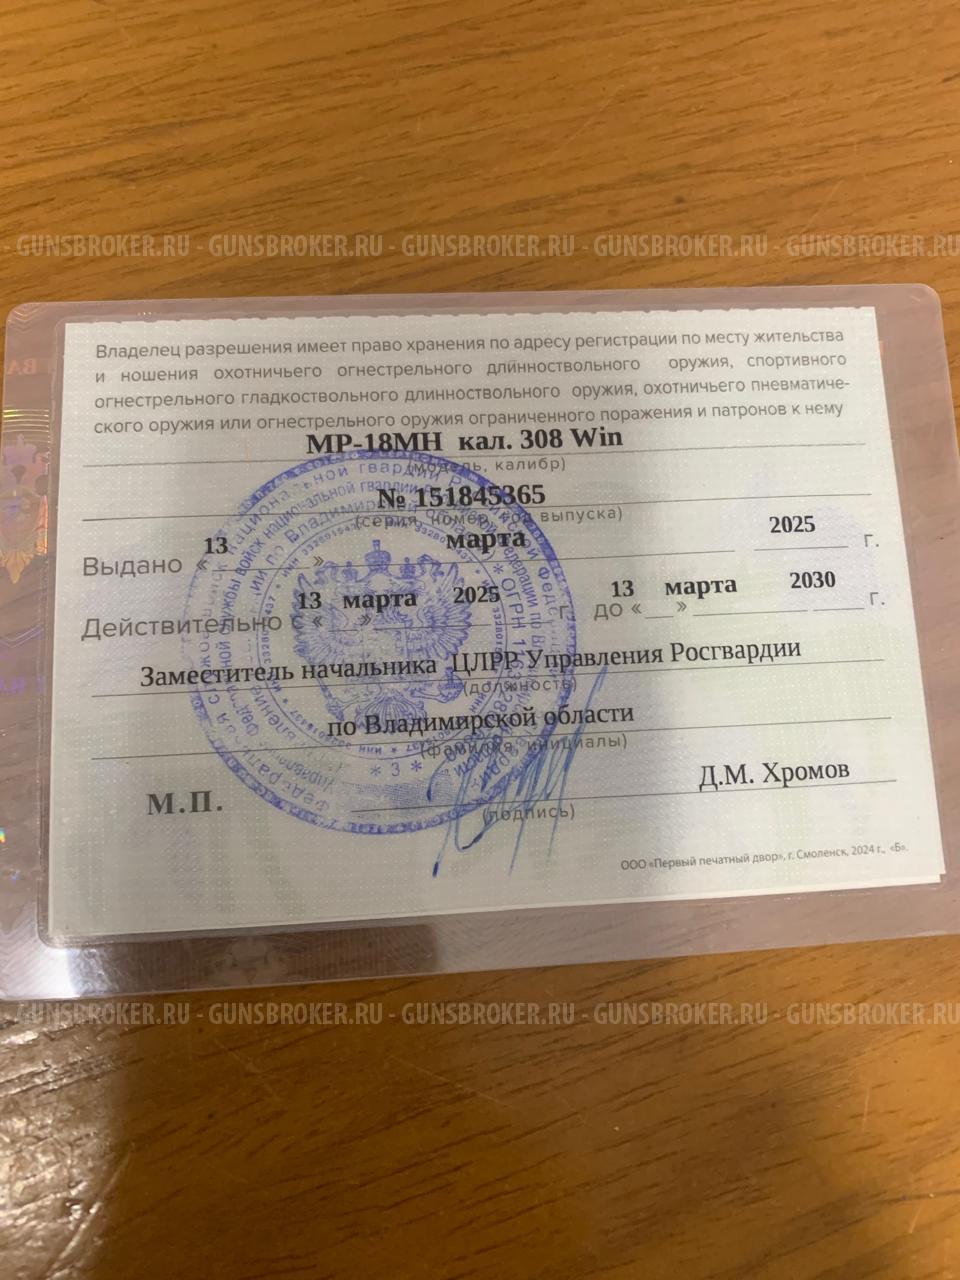 - GUNSBROKER.RU - GUNSBROKER.RU - GUNSBROKER.RU - GUNSBROKER.RU - GUNSBROKER.RU
Владелец разрешения имеет право хранения по адресу регистрации по месту жительства
и ношения охотничьего огнестрельного длинноствольного оружия, спортивного
огнестрельного гладкоствольного длинноствольного оружия, охотничьего пневматиче-
ского оружия или огнестрельного оружия ограниченного поражения и патронов к нему
МР-18МН кал. 308 Win
(модель, калибр)
№ 151845365
(серия, номер, год выпуска)
Выдано «13» марта 2025 г.
Действительно с «13» марта 2025 г. до «13» марта 2030 г.
Заместитель начальника ЦЛРР Управления Росгвардии
(должность)
по Владимирской области
(фамилия, инициалы)
Д.М. Хромов
М.П.
(подпись)
* 3 *
ООО «Первый печатный двор», г. Смоленск, 2024 г., «Б».
- GUNSBROKER.RU - GUNSBROKER.RU - GUNSBROKER.RU - GUNSBROKER.RU - GUNSBROKER.RU